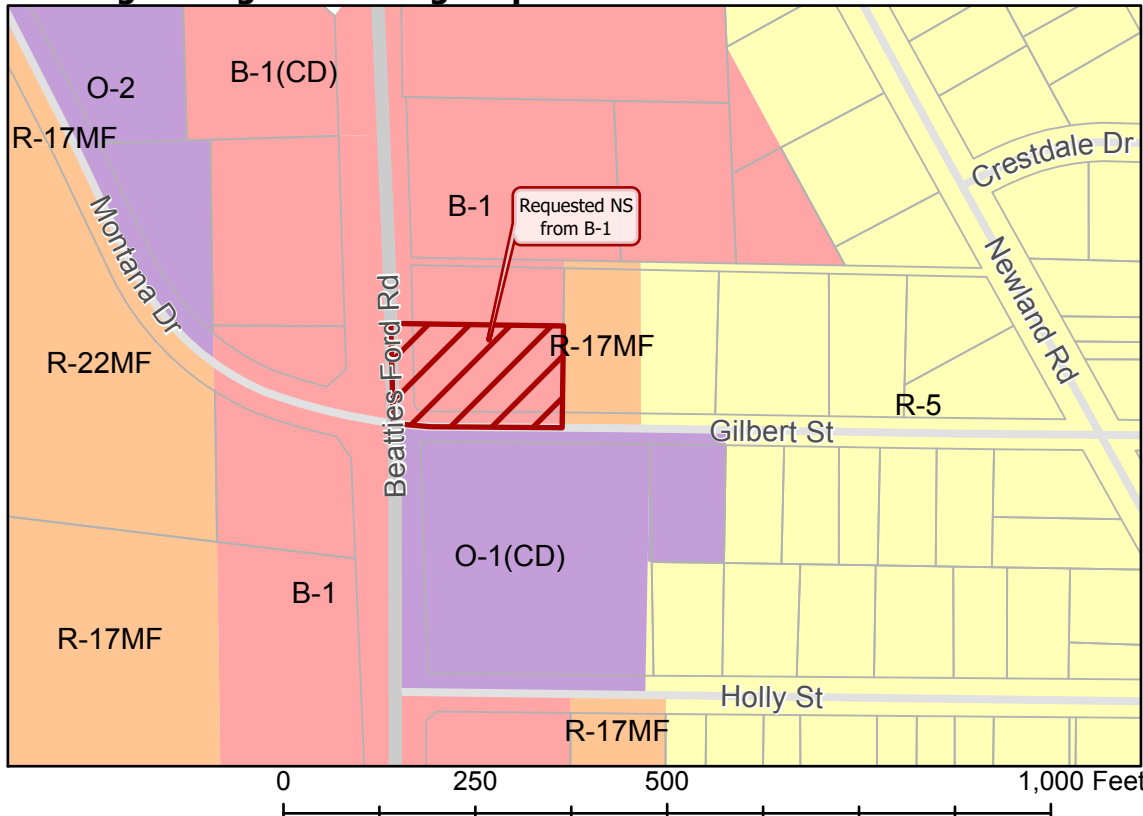 O-2
B-1(CD)
R-17MF
Crestdale Dr
Montana Dr
B-1
Requested NS
from B-1
Newland Rd
Beatties Ford Rd
R-22MF
R-17MF
R-5
Gilbert St
O-1(CD)
B-1
R-17MF
Holly St
R-17MF
0 250 500 1,000 Feet